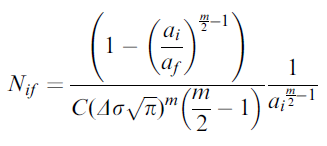 N_{if} = \frac{\left(1 - \left(\frac{a_i}{a_f}\right)^{\frac{m}{2}-1}\right)}{C(\Delta\sigma\sqrt{\pi})^m\left(\frac{m}{2} - 1\right)} \frac{1}{a_i^{\frac{m}{2}-1}}